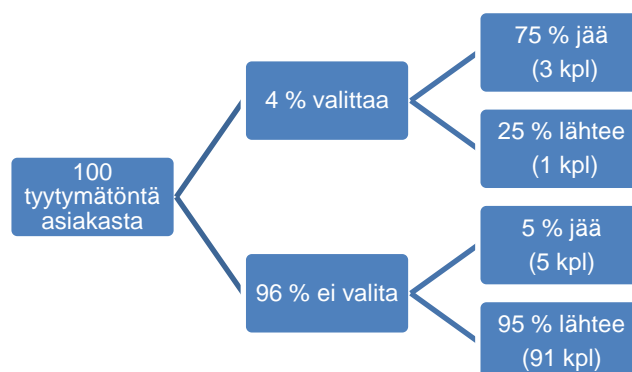 100
tyytymätöntä
asiakasta
4 % valittaa
75 % jää
(3 kpl)
25 % lähtee
(1 kpl)
96 % ei valita
5 % jää
(5 kpl)
95 % lähtee
(91 kpl)